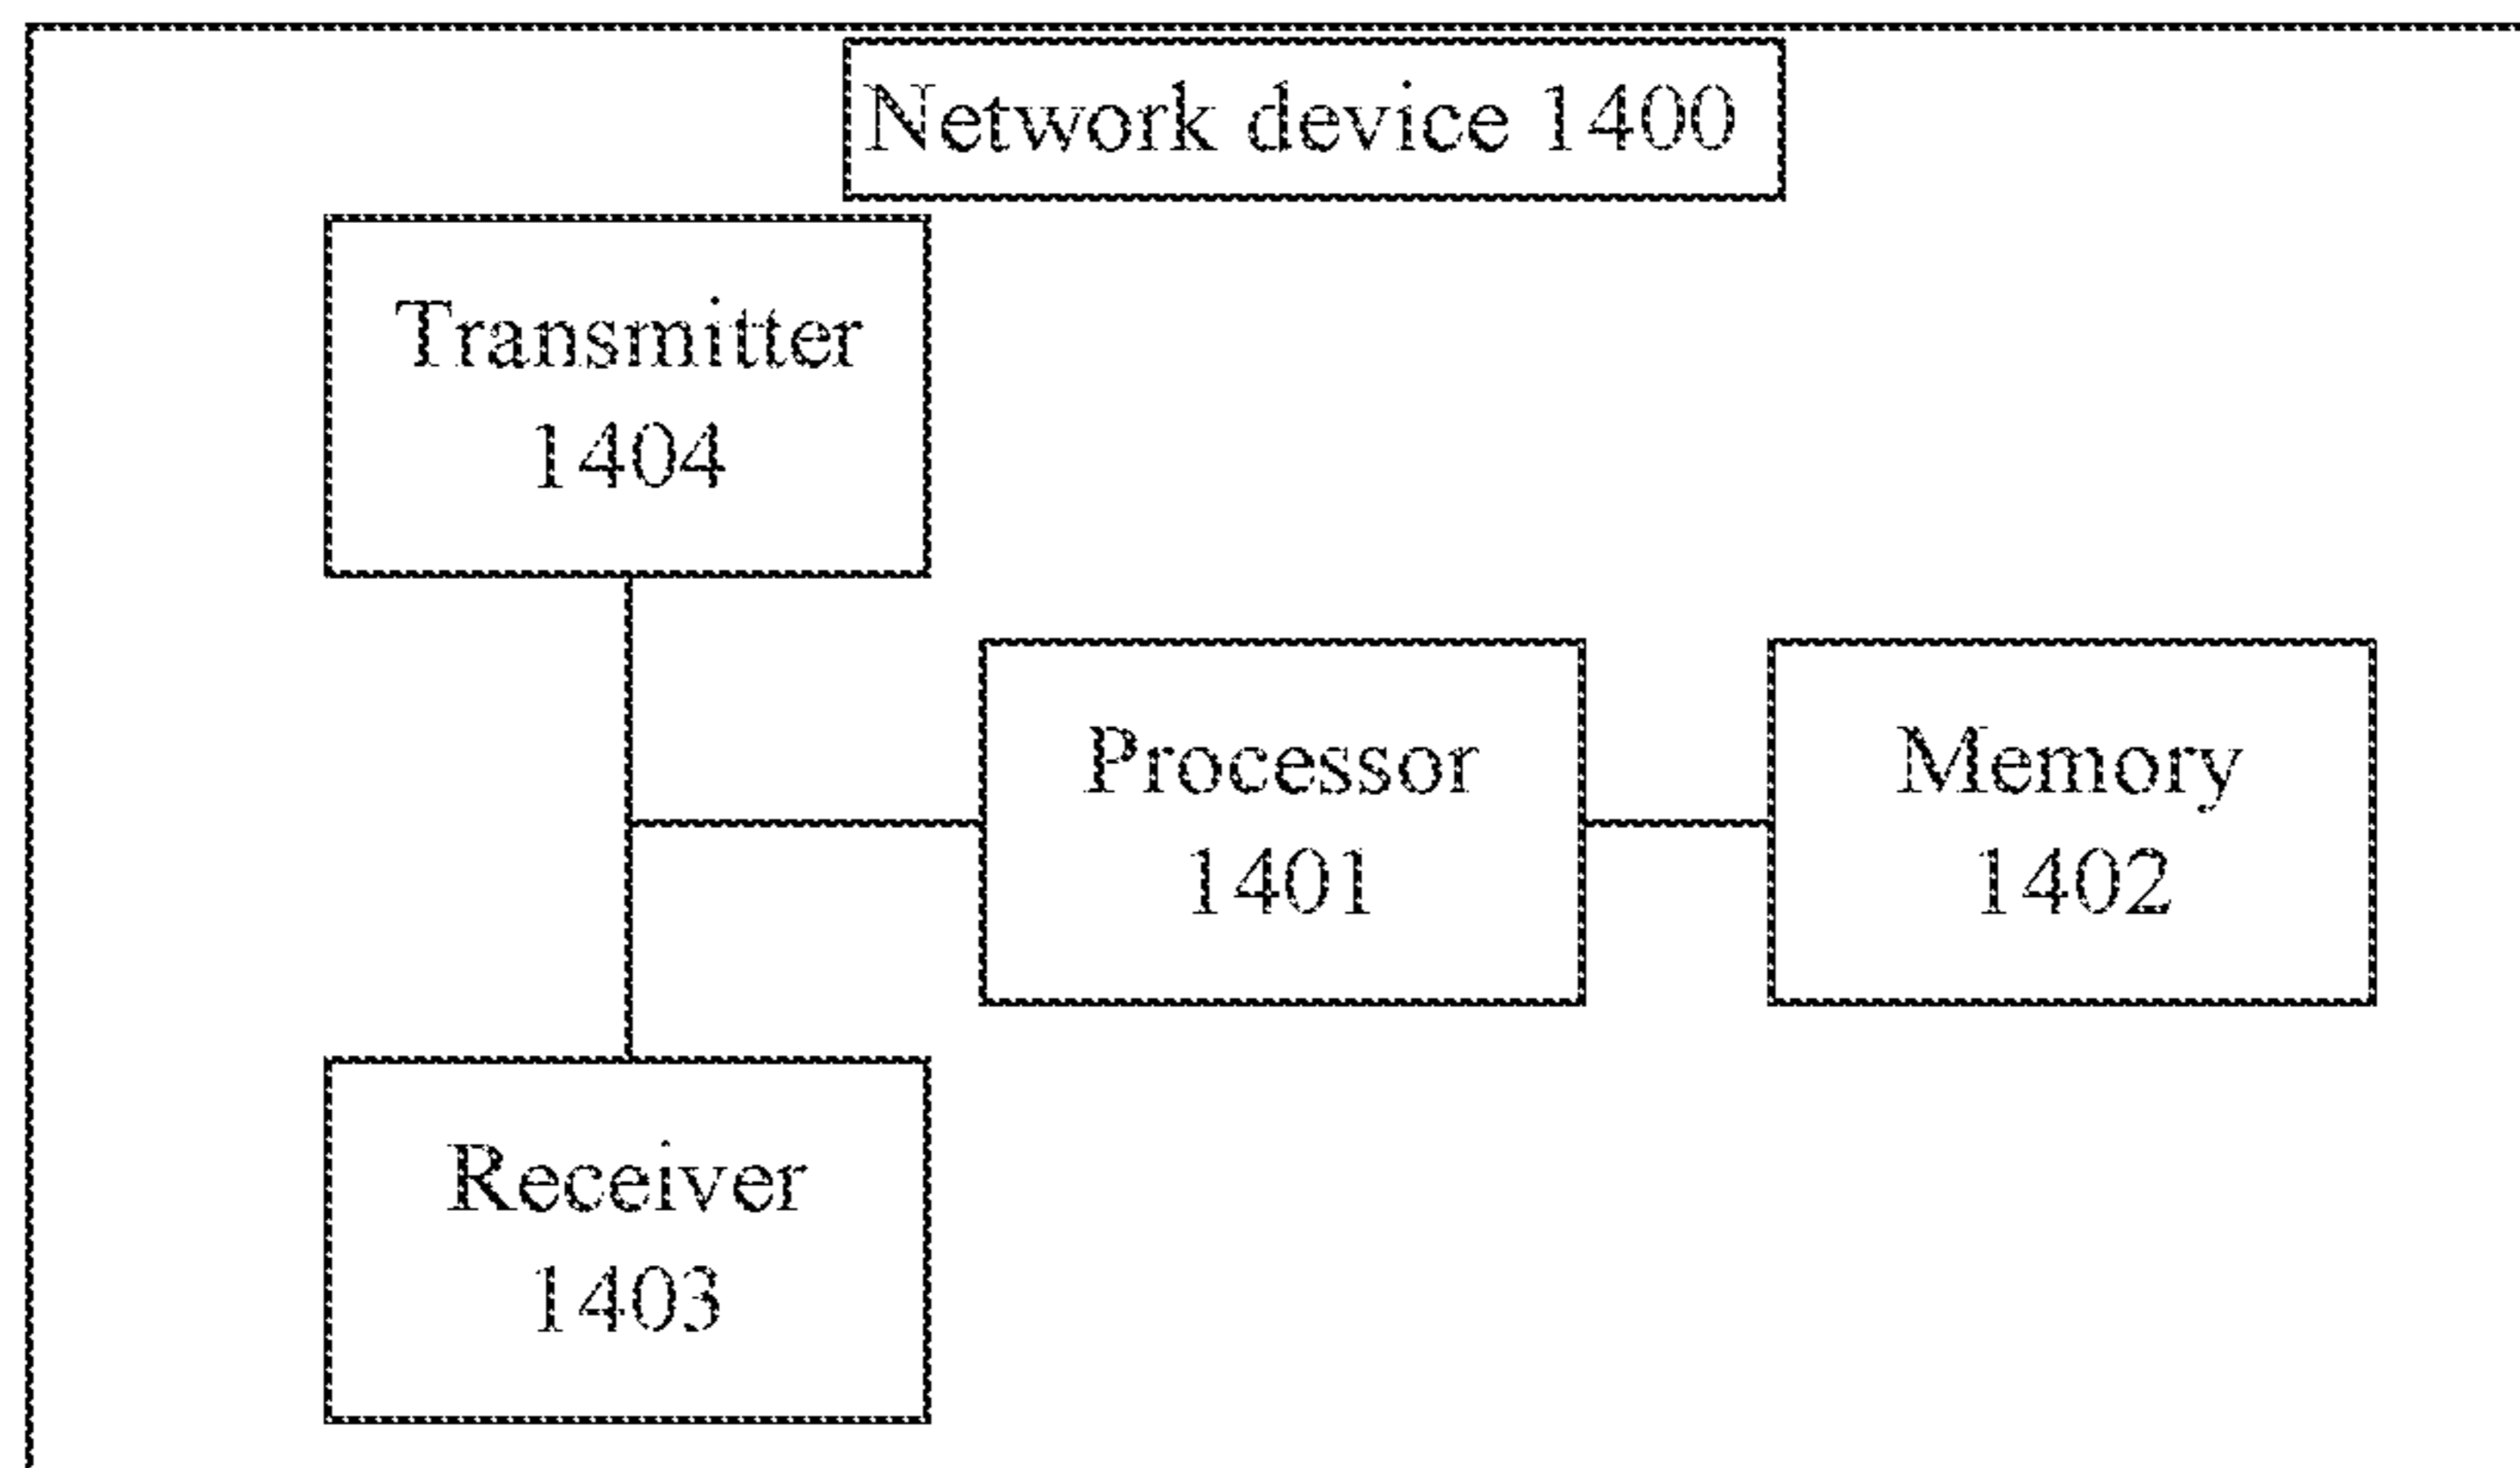 Network device 1400
Transmitter
1404
Processor
1401
Memory
1402
Receiver
1403